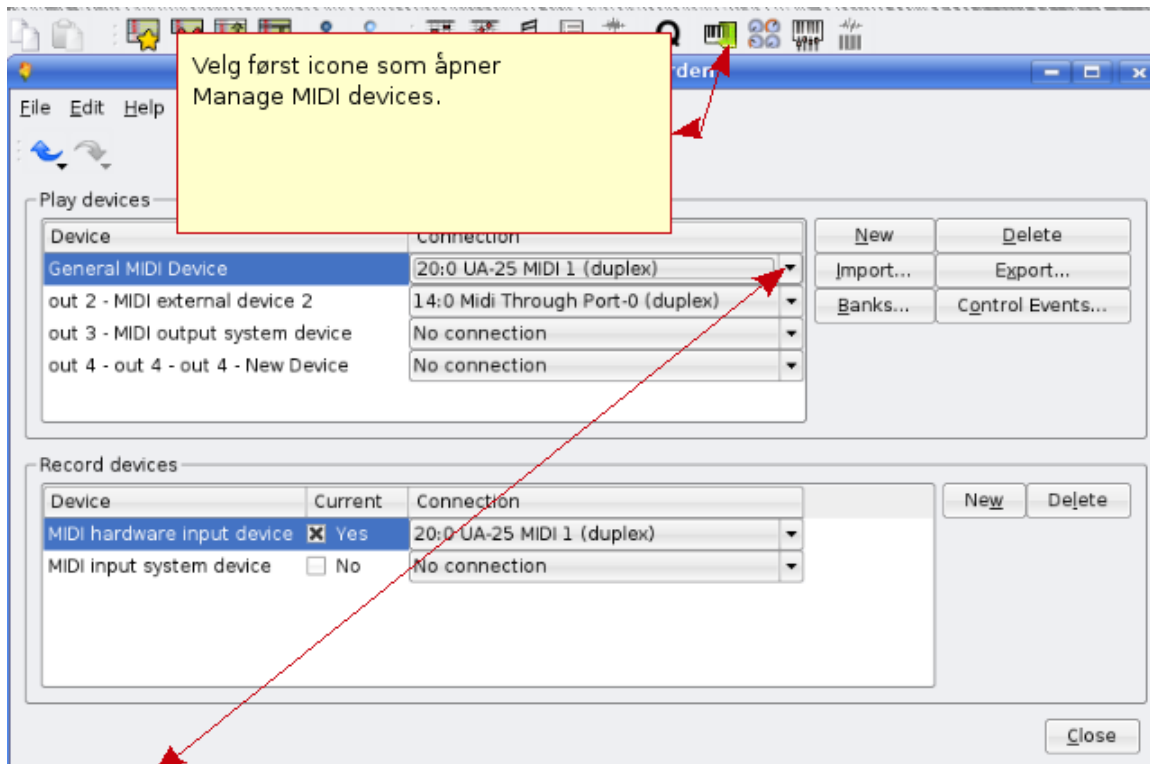 Velg først icone som åpner
Manage MIDI devices.
File Edit Help
Play devices
Device Connection
General MIDI Device 20:0 UA-25 MIDI 1 (duplex)
out 2 - MIDI external device 2 14:0 Midi Through Port-0 (duplex)
out 3 - MIDI output system device No connection
out 4 - out 4 - out 4 - New Device No connection
New Delete
Import... Export...
Banks... Control Events...
Record devices
Device Current Connection
MIDI hardware input device Yes 20:0 UA-25 MIDI 1 (duplex)
MIDI input system device No No connection
New Delete
Close